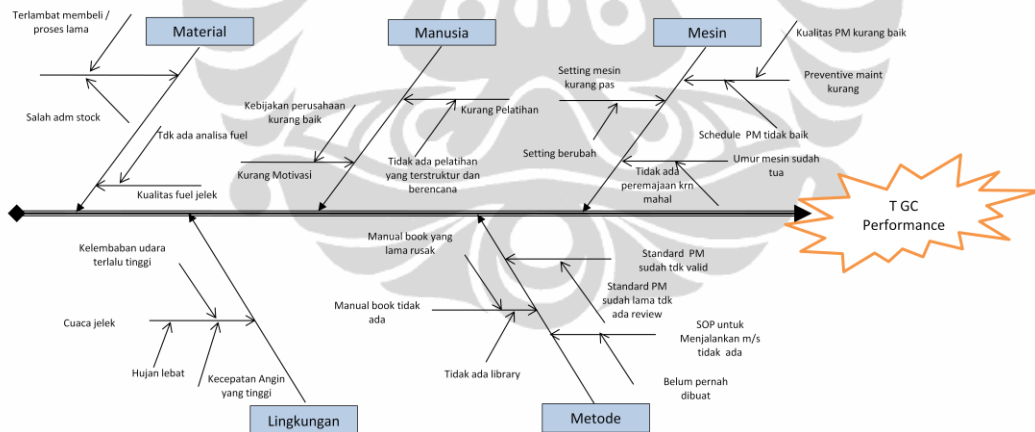 Terlambat membeli /
proses lama
Material
Salah adm stock
Tdk ada analisa fuel
Kualitas fuel jelek
Manusia
Kebijakan perusahaan
kurang baik
Kurang Pelatihan
Kurang Motivasi
Tidak ada pelatihan
yang terstruktur dan
berencana
Mesin
Kualitas PM kurang baik
Setting mesin
kurang pas
Preventive maint
kurang
Schedule PM tidak baik
Setting berubah
Umur mesin sudah
tua
Tidak ada
peremajaan krn
mahal
T GC
Performance
Kelembaban udara
terlalu tinggi
Cuaca jelek
Hujan lebat
Kecepatan Angin
yang tinggi
Lingkungan
Manual book yang
lama rusak
Standard PM
sudah tdk valid
Standard PM
sudah lama tdk
ada review
Manual book tidak
ada
SOP untuk
Menjalankan m/s
tidak ada
Tidak ada library
Belum pernah
dibuat
Metode